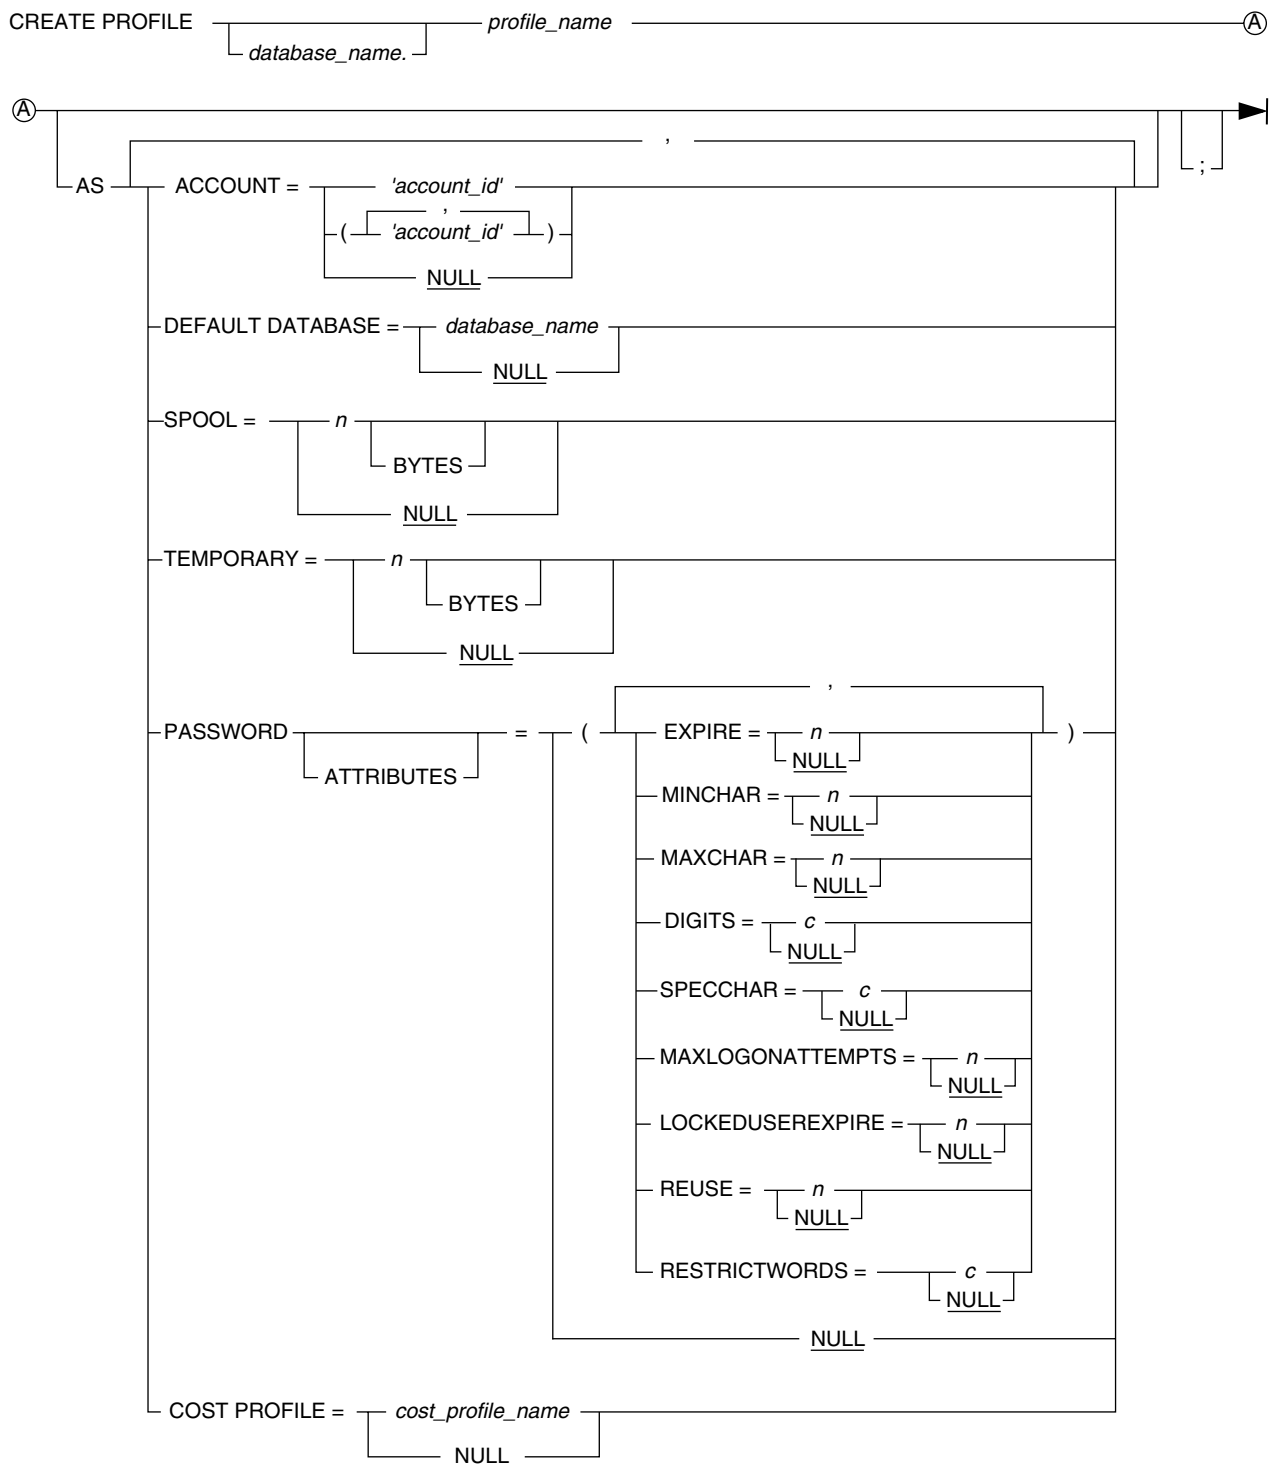 CREATE PROFILE profile_name A
database_name.
A
,
;
AS ACCOUNT = 'account_id'
,
( 'account_id' )
NULL
DEFAULT DATABASE = database_name
NULL
SPOOL = n
BYTES
NULL
TEMPORARY = n
BYTES
NULL
,
PASSWORD = ( EXPIRE = n )
ATTRIBUTES NULL
MINCHAR = n
NULL
MAXCHAR = n
NULL
DIGITS = c
NULL
SPECCHAR = c
NULL
MAXLOGONATTEMPTS = n
NULL
LOCKEDUSEREXPIRE = n
NULL
REUSE = n
NULL
RESTRICTWORDS = c
NULL
NULL
COST PROFILE = cost_profile_name
NULL